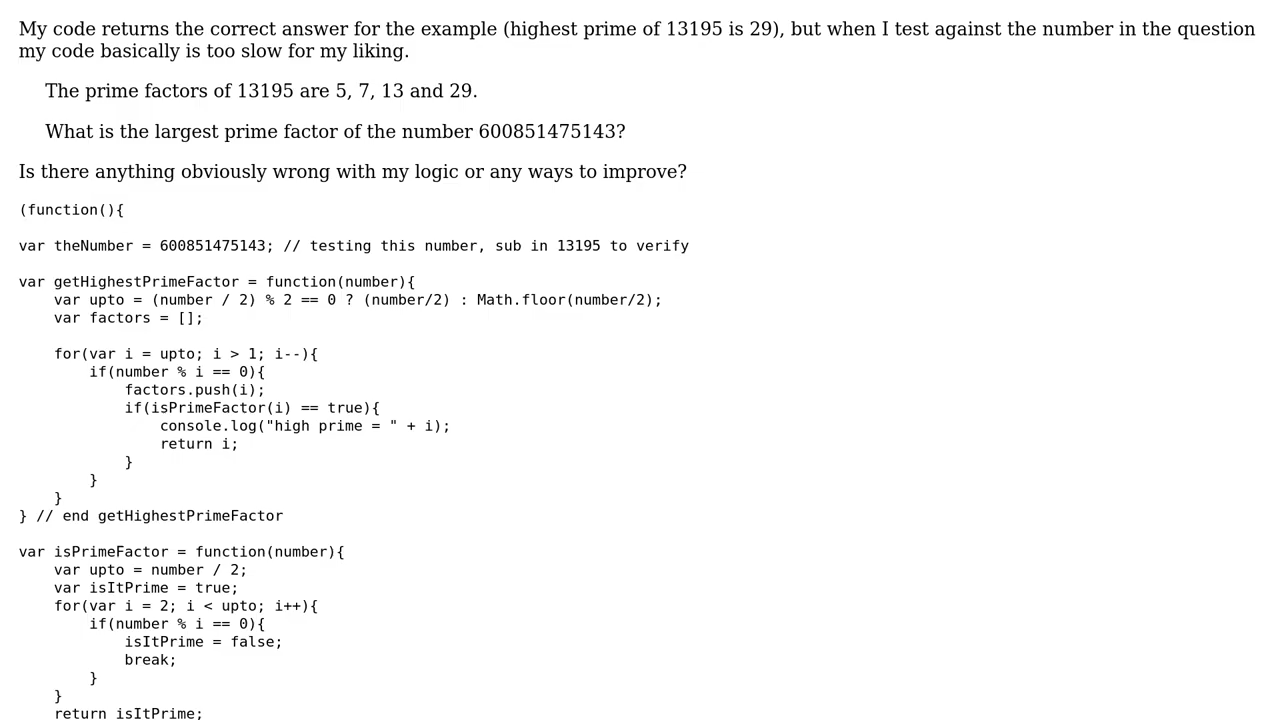 My code returns the correct answer for the example (highest prime of 13195 is 29), but when I test against the number in the question
my code basically is too slow for my liking.
The prime factors of 13195 are 5, 7, 13 and 29.
What is the largest prime factor of the number 600851475143?
Is there anything obviously wrong with my logic or any ways to improve?
(function(){
var theNumber = 600851475143; // testing this number, sub in 13195 to verify
var getHighestPrimeFactor = function(number){
    var upto = (number / 2) % 2 == 0 ? (number/2) : Math.floor(number/2);
    var factors = [];
    for(var i = upto; i > 1; i--){
        if(number % i == 0){
            factors.push(i);
            if(isPrimeFactor(i) == true){
                console.log("high prime = " + i);
                return i;
            }
        }
    }
} // end getHighestPrimeFactor
var isPrimeFactor = function(number){
    var upto = number / 2;
    var isItPrime = true;
    for(var i = 2; i < upto; i++){
        if(number % i == 0){
            isItPrime = false;
            break;
        }
    }
    return isItPrime;